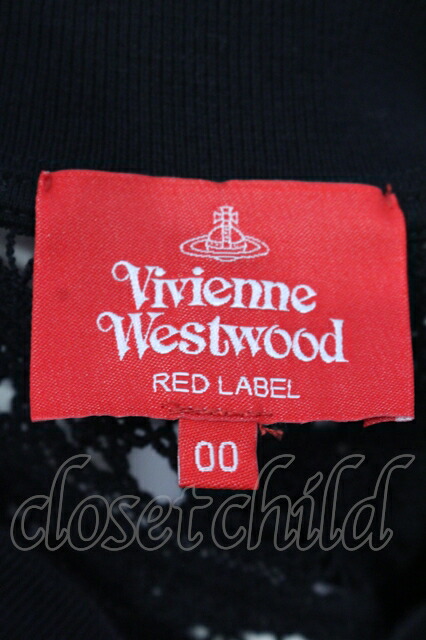 Vivienne
Westwood
RED LABEL
00
closetchild